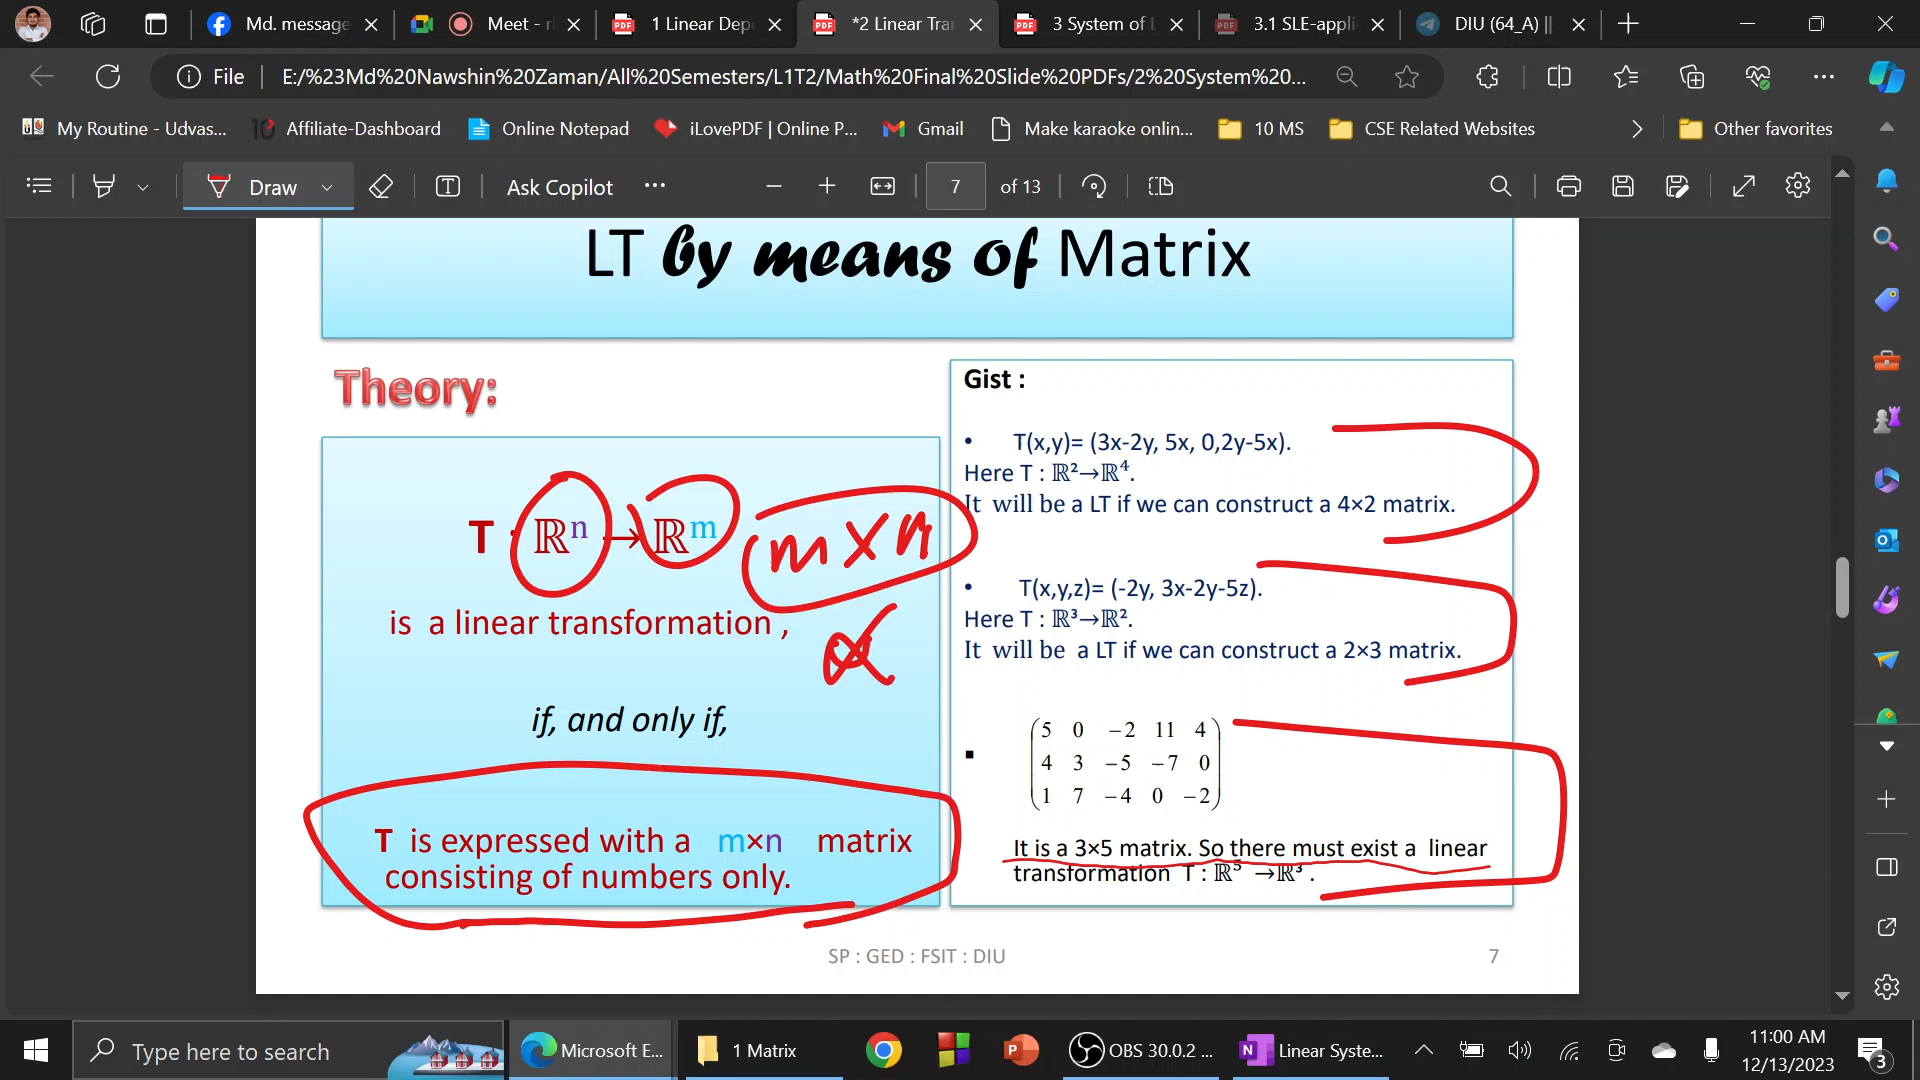 Md. message
Meet - r
1 Linear Dep
*2 Linear Tra
3 System of L
3.1 SLE-appli
DIU (64_A) ||
File
E:/%23Md%20Nawshin%20Zaman/All%20Semesters/L1T2/Math%20Final%20Slide%20PDFs/2%20System%20...
My Routine - Udvas...
Affiliate-Dashboard
Online Notepad
iLovePDF | Online P...
Gmail
Make karaoke onlin...
10 MS
CSE Related Websites
Other favorites
Draw
Ask Copilot
7
of 13
LT by means of Matrix
Theory:
T : ℝⁿ → ℝᵐ
m×n
is a linear transformation ,
if, and only if,
T is expressed with a m×n matrix
consisting of numbers only.
Gist :
• T(x,y)= (3x-2y, 5x, 0,2y-5x).
Here T : ℝ²→ℝ⁴.
It will be a LT if we can construct a 4×2 matrix.
• T(x,y,z)= (-2y, 3x-2y-5z).
Here T : ℝ³→ℝ².
It will be a LT if we can construct a 2×3 matrix.
5 0 −2 11 4
4 3 −5 −7 0
1 7 −4 0 −2
It is a 3×5 matrix. So there must exist a linear
transformation T : ℝ⁵ →ℝ³ .
SP : GED : FSIT : DIU
7
Type here to search
Microsoft E...
1 Matrix
OBS 30.0.2 ...
Linear Syste...
11:00 AM
12/13/2023
3